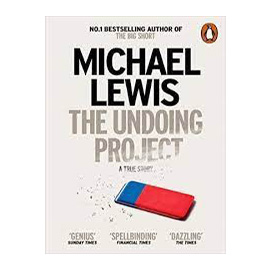 NO.1 BESTSELLING AUTHOR OF
THE BIG SHORT
MICHAEL
LEWIS
THE UNDOING
PROJECT
A TRUE STORY
'GENIUS' 'SPELLBINDING' 'DAZZLING'
SUNDAY TIMES FINANCIAL TIMES THE TIMES